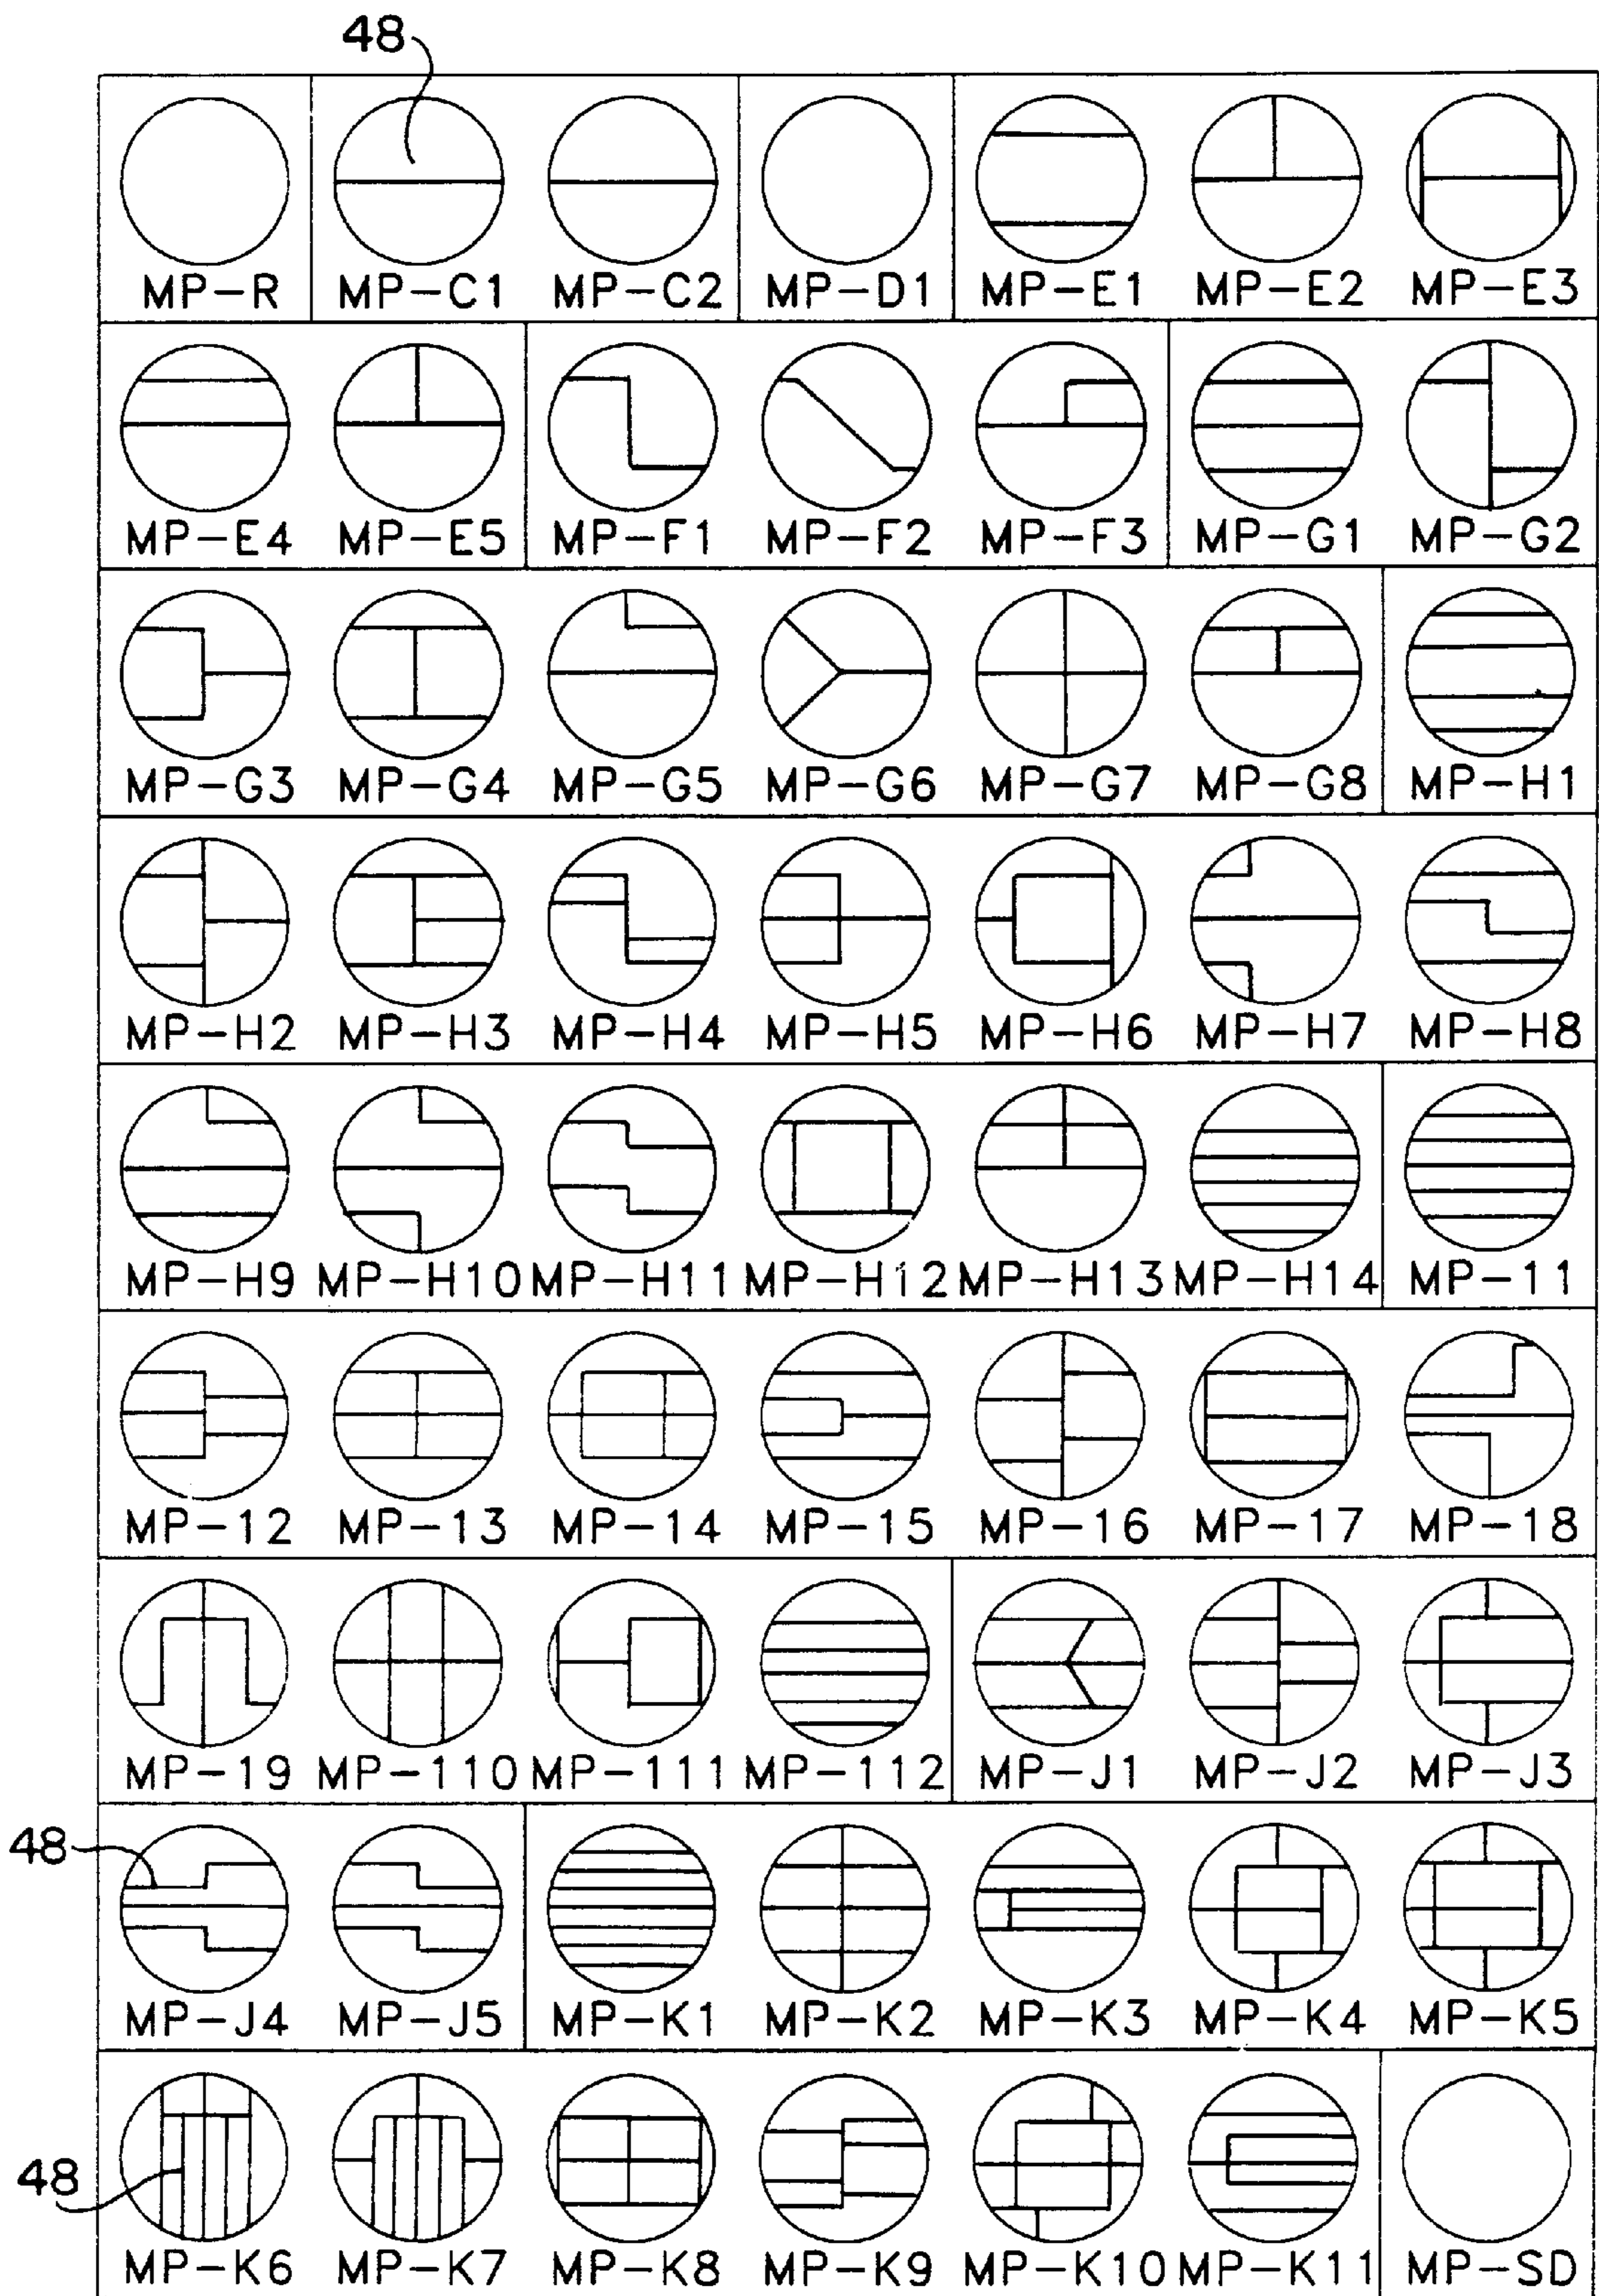 48
MP-R MP-C1 MP-C2 MP-D1 MP-E1 MP-E2 MP-E3
MP-E4 MP-E5 MP-F1 MP-F2 MP-F3 MP-G1 MP-G2
MP-G3 MP-G4 MP-G5 MP-G6 MP-G7 MP-G8 MP-H1
MP-H2 MP-H3 MP-H4 MP-H5 MP-H6 MP-H7 MP-H8
MP-H9 MP-H10 MP-H11 MP-H12 MP-H13 MP-H14 MP-11
MP-12 MP-13 MP-14 MP-15 MP-16 MP-17 MP-18
MP-19 MP-110 MP-111 MP-112 MP-J1 MP-J2 MP-J3
48
MP-J4 MP-J5 MP-K1 MP-K2 MP-K3 MP-K4 MP-K5
48
MP-K6 MP-K7 MP-K8 MP-K9 MP-K10 MP-K11 MP-SD